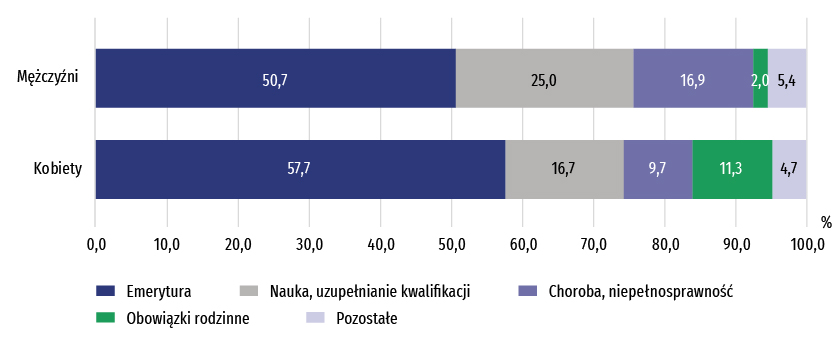 Mężczyźni 50,7 25,0 16,9 2,0 5,4
Kobiety 57,7 16,7 9,7 11,3 4,7
%
0,0 10,0 20,0 30,0 40,0 50,0 60,0 70,0 80,0 90,0 100,0
Emerytura Nauka, uzupełnianie kwalifikacji Choroba, niepełnosprawność
Obowiązki rodzinne Pozostałe